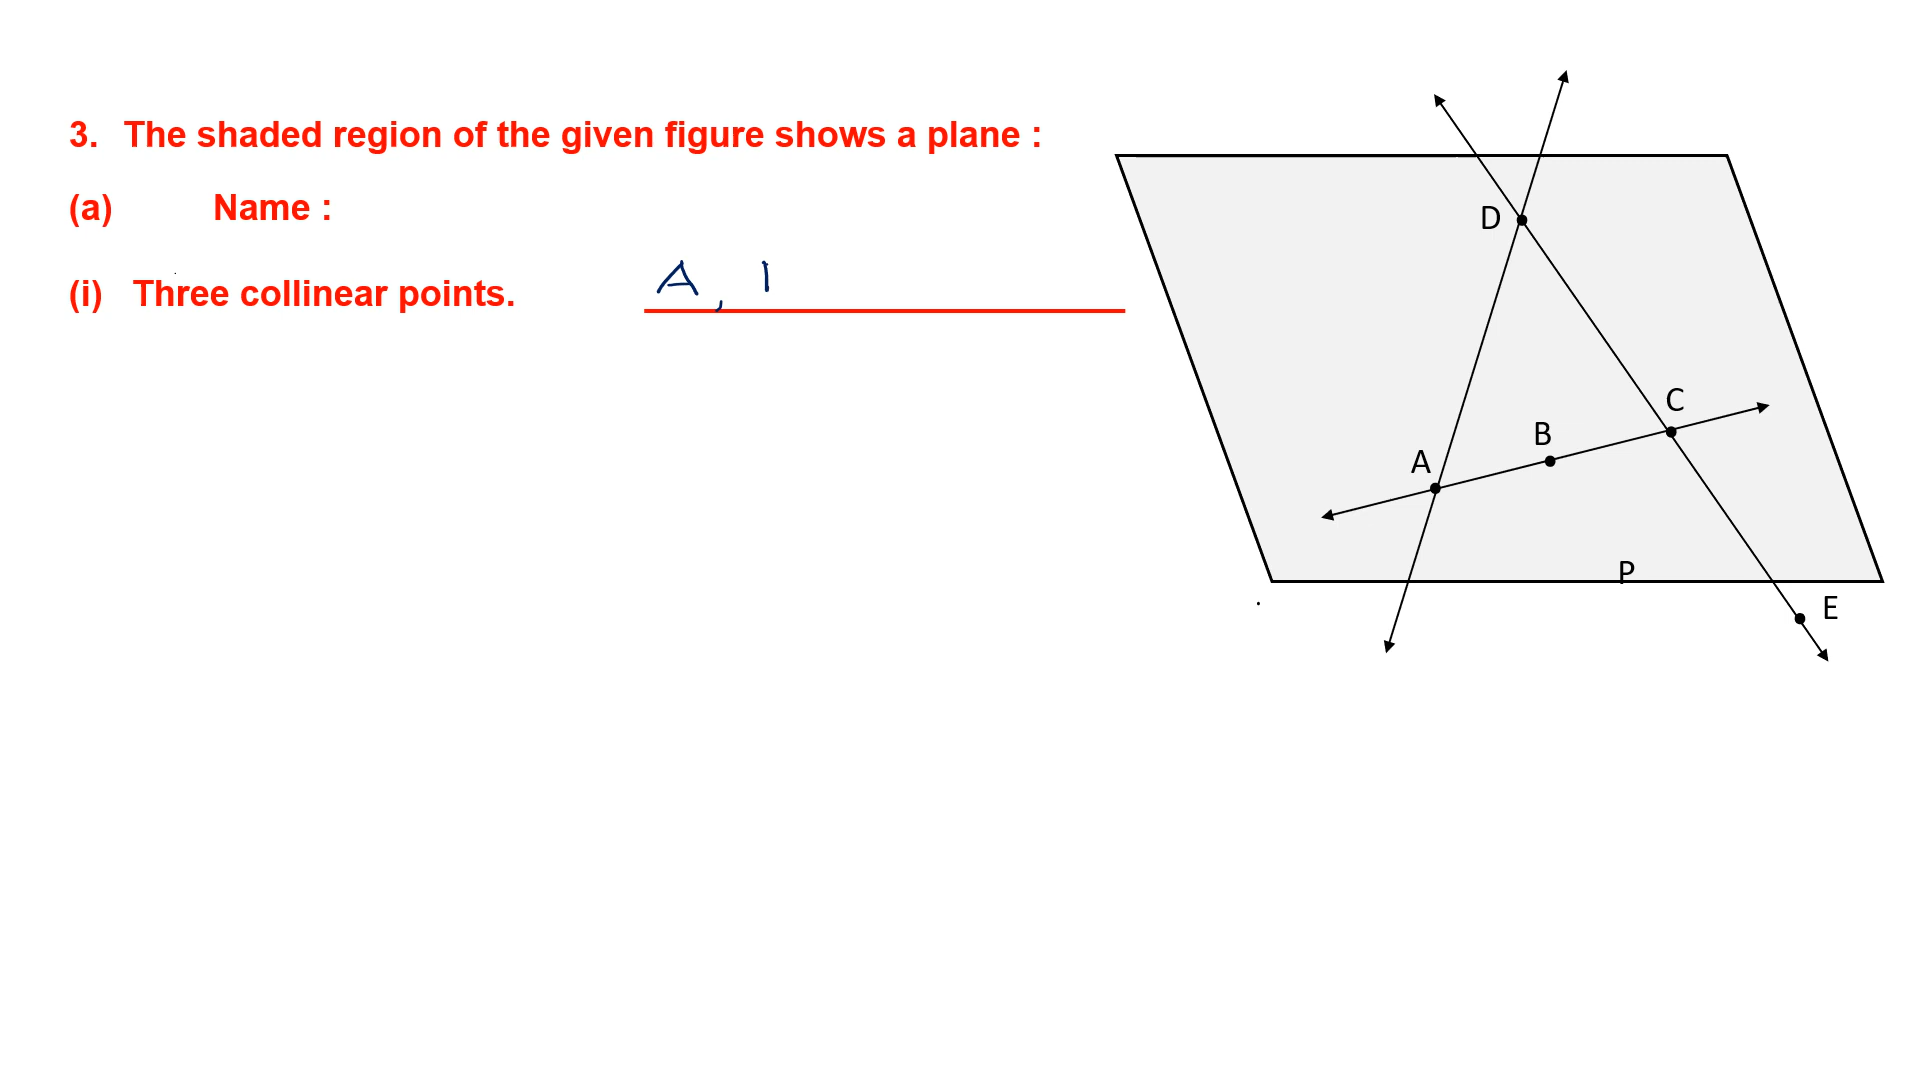 3. The shaded region of the given figure shows a plane :
(a) Name :
(i) Three collinear points. A,
D
C
B
A
P
E